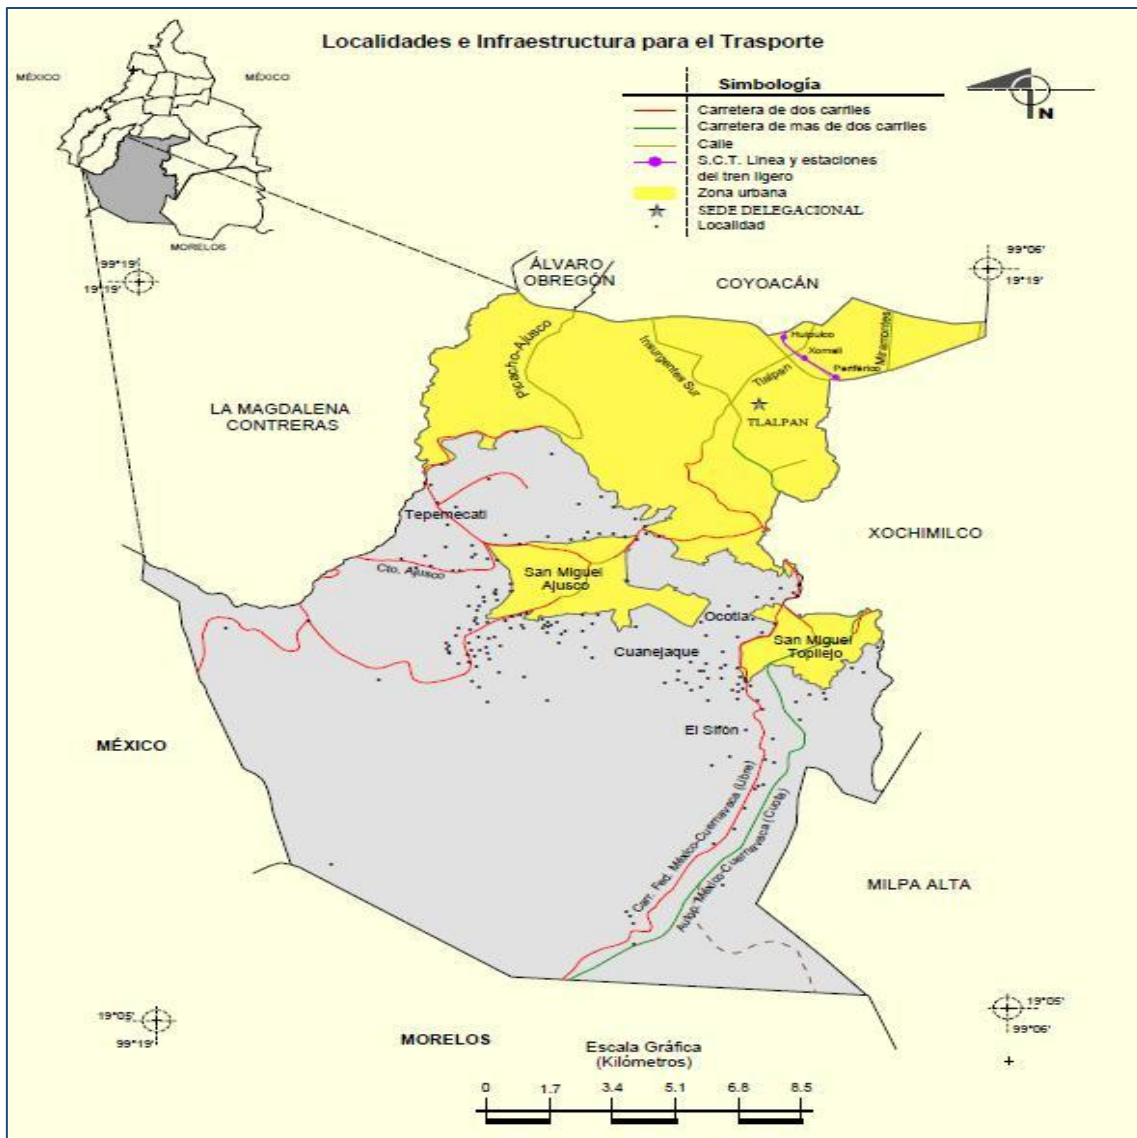 Localidades e Infraestructura para el Trasporte
MÉXICO
MÉXICO
MORELOS
Simbología
Carretera de dos carriles
Carretera de mas de dos carriles
Calle
S.C.T. Linea y estaciones
del tren ligero
Zona urbana
SEDE DELEGACIONAL
Localidad
N
99°19'
19°19'
99°06'
19°19'
ÁLVARO
OBREGÓN
COYOACÁN
Huipulco
Xomali
Periférico
Miramontes
Picacho-Ajusco
Insurgentes Sur
Tlalpan
TLALPAN
LA MAGDALENA
CONTRERAS
Tepemecatl
XOCHIMILCO
Cto. Ajusco
San Miguel
Ajusco
Ocotla
San Miguel
Topilejo
Cuanejaque
El Sifón
MÉXICO
Carr. Fed. México-Cuernavaca (Libre)
Autop. México-Cuernavaca (Cuota)
MILPA ALTA
19°05'
99°19'
19°05'
99°06'
MORELOS
Escala Gráfica
(Kilómetros)
0 1.7 3.4 5.1 6.8 8.5